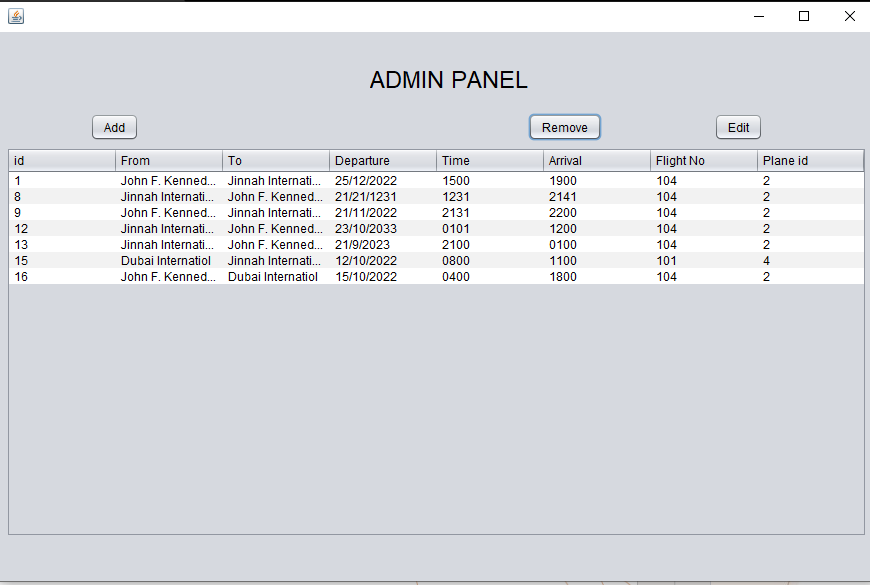 ADMIN PANEL
Add Remove Edit
id From To Departure Time Arrival Flight No Plane id
1 John F. Kenned... Jinnah Internati... 25/12/2022 1500 1900 104 2
8 Jinnah Internati... John F. Kenned... 21/21/1231 1231 2141 104 2
9 John F. Kenned... Jinnah Internati... 21/11/2022 2131 2200 104 2
12 Jinnah Internati... John F. Kenned... 23/10/2033 0101 1200 104 2
13 Jinnah Internati... John F. Kenned... 21/9/2023 2100 0100 104 2
15 Dubai Internatiol Jinnah Internati... 12/10/2022 0800 1100 101 4
16 John F. Kenned... Dubai Internatiol 15/10/2022 0400 1800 104 2